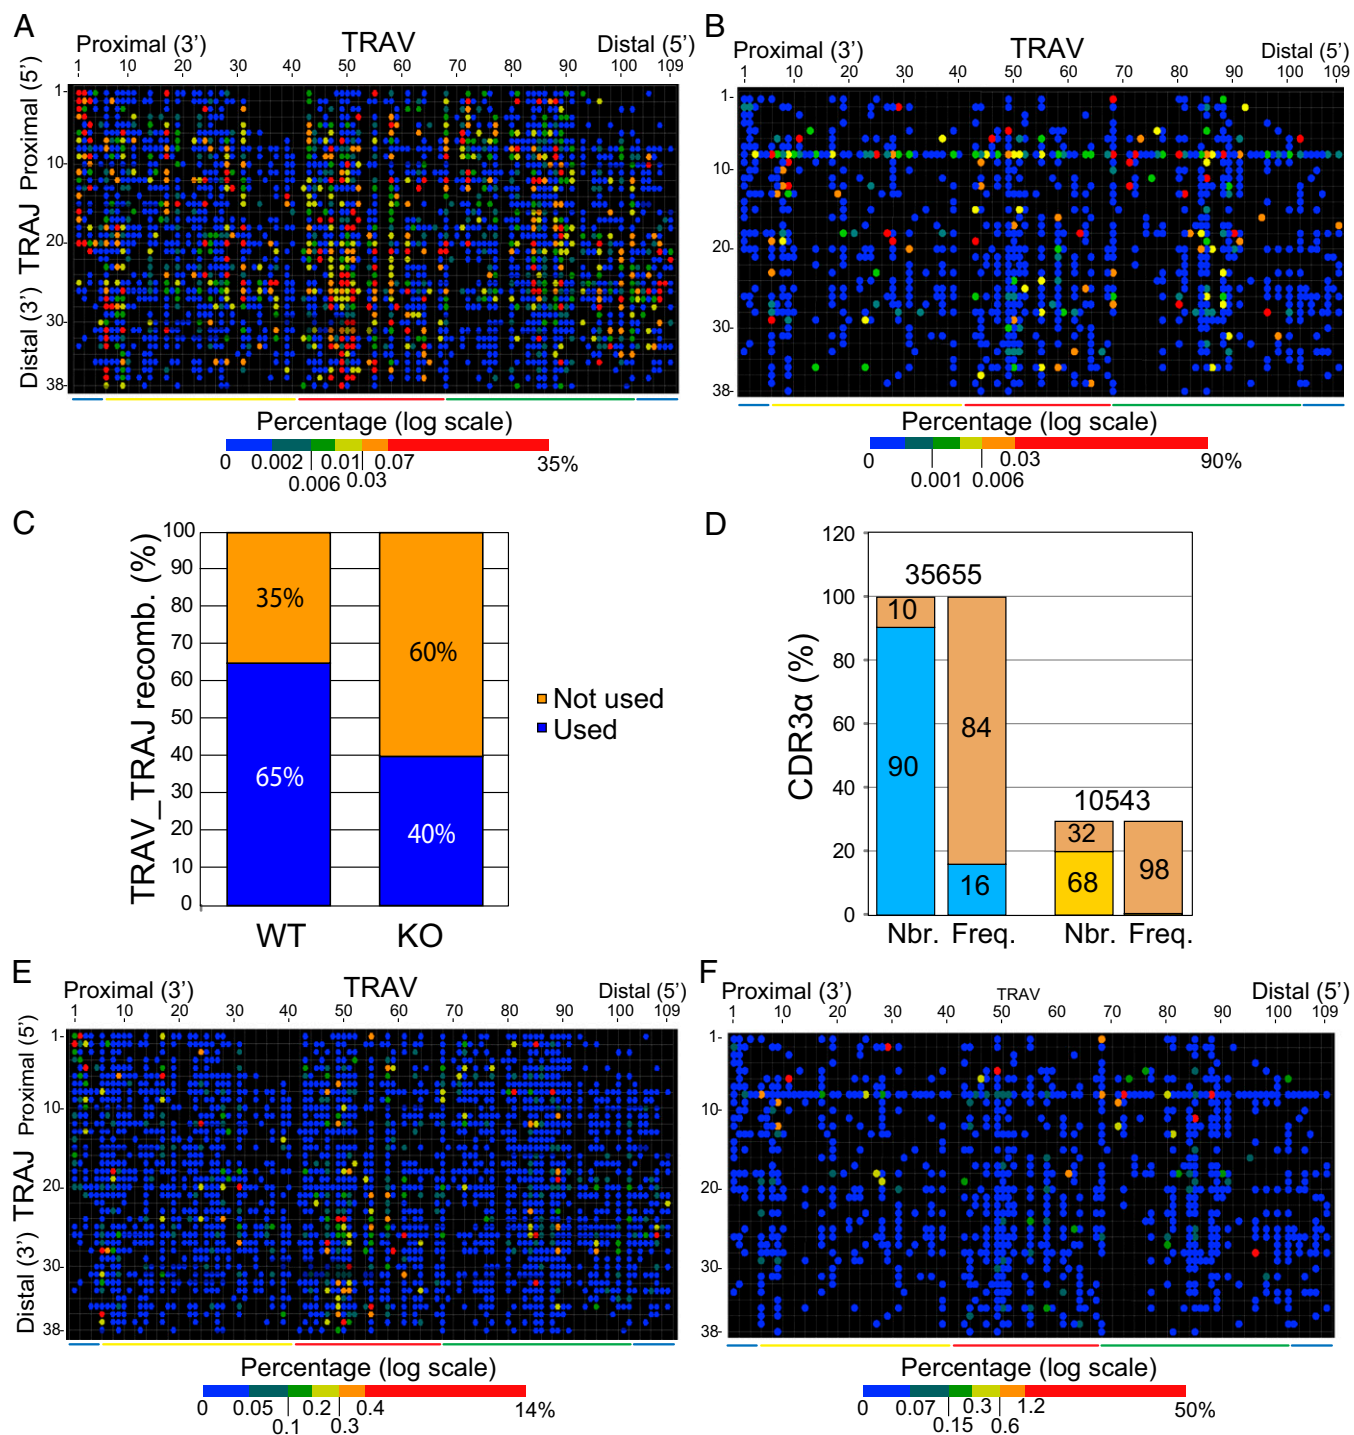 A
Proximal (3’) TRAV Distal (5’)
1 10 20 30 40 50 60 70 80 90 100 109
Distal (3’) TRAJ Proximal (5’)
1-
10-
20-
30-
38-
Percentage (log scale)
0 0.002 0.01 0.07 35%
0.006 0.03
B
Proximal (3’) TRAV Distal (5’)
1 10 20 30 40 50 60 70 80 90 100 109
1-
10-
20-
30-
38-
Percentage (log scale)
0 0.03 90%
0.001 0.006
C
TRAV_TRAJ recomb. (%)
100
90
80
70
60
50
40
30
20
10
0
35%
65%
60%
40%
WT KO
Not used
Used
D
CDR3α (%)
120
100
80
60
40
20
0
35655
10
90
84
16
10543
32
68
98
Nbr. Freq. Nbr. Freq.
E
Proximal (3’) TRAV Distal (5’)
1 10 20 30 40 50 60 70 80 90 100 109
Distal (3’) TRAJ Proximal (5’)
1-
10-
20-
30-
38-
Percentage (log scale)
0 0.05 0.2 0.4 14%
0.1 0.3
F
Proximal (3’) TRAV Distal (5’)
1 10 20 30 40 50 60 70 80 90 100 109
1-
10-
20-
30-
38-
Percentage (log scale)
0 0.07 0.3 1.2 50%
0.15 0.6